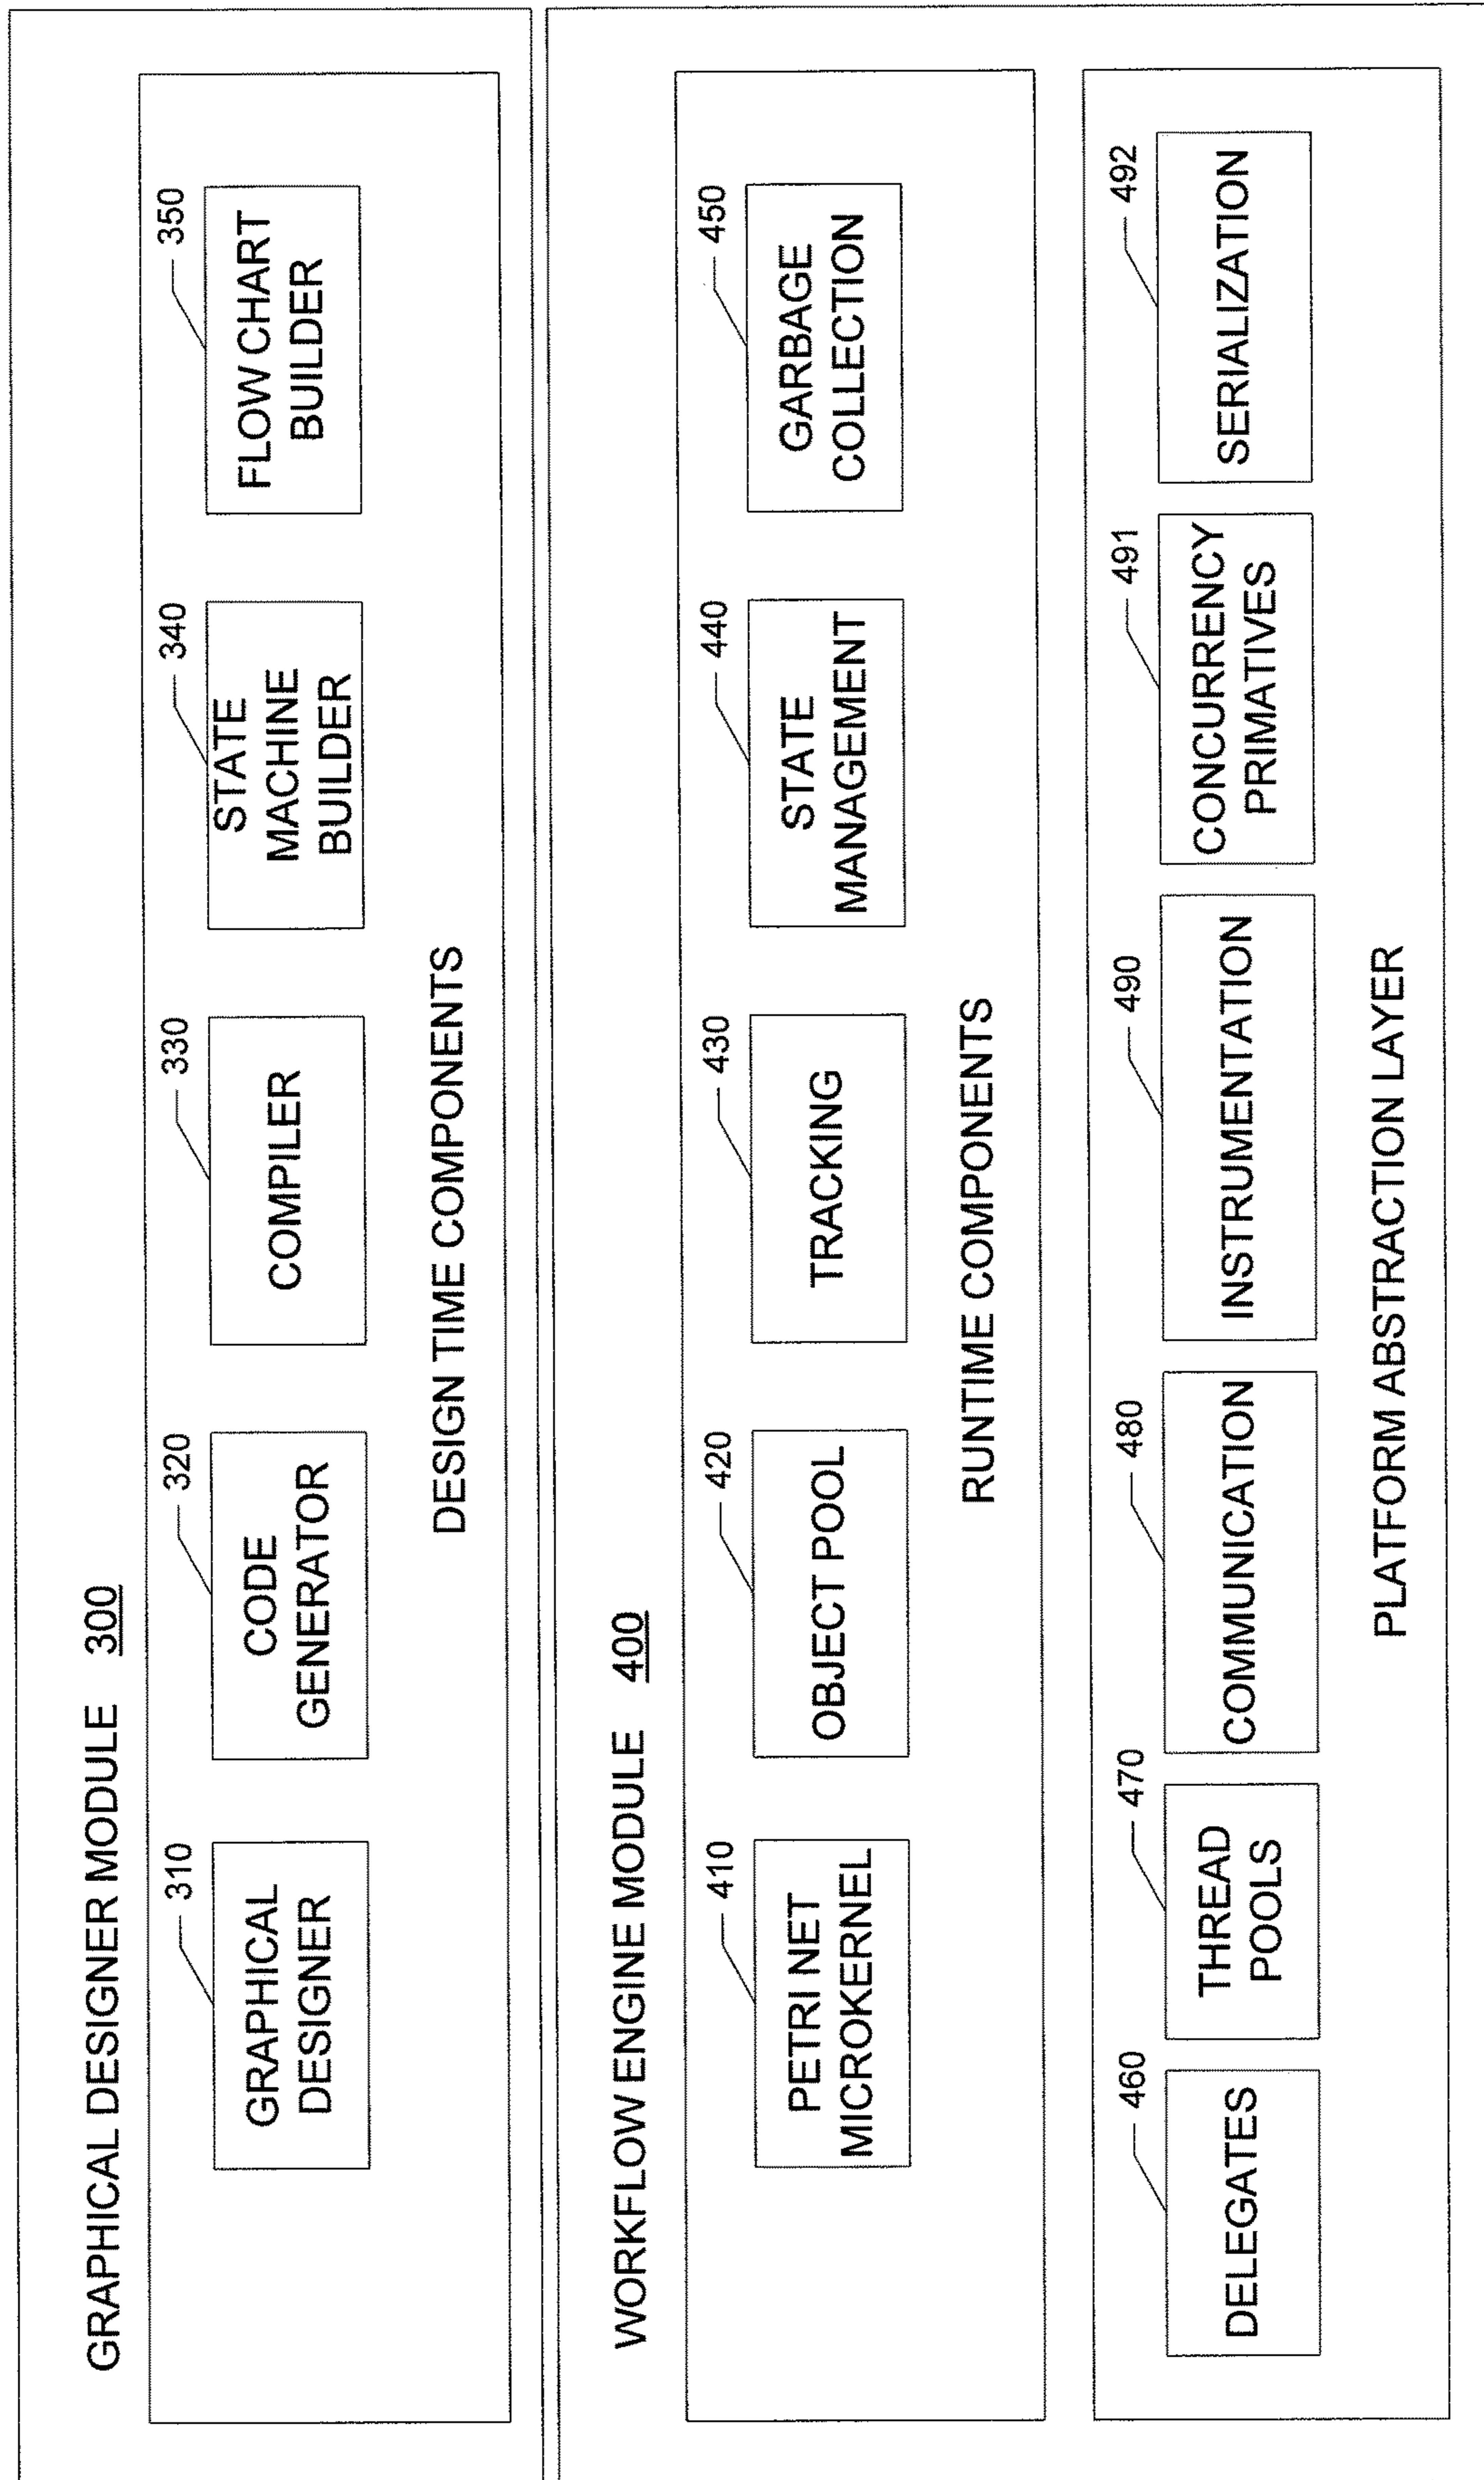 GRAPHICAL DESIGNER MODULE 300
310
320
330
340
350
GRAPHICAL
DESIGNER
CODE
GENERATOR
COMPILER
STATE
MACHINE
BUILDER
FLOW CHART
BUILDER
DESIGN TIME COMPONENTS
WORKFLOW ENGINE MODULE 400
410
420
430
440
450
PETRI NET
MICROKERNEL
OBJECT POOL
TRACKING
STATE
MANAGEMENT
GARBAGE
COLLECTION
RUNTIME COMPONENTS
460
470
480
490
491
492
DELEGATES
THREAD
POOLS
COMMUNICATION
INSTRUMENTATION
CONCURRENCY
PRIMATIVES
SERIALIZATION
PLATFORM ABSTRACTION LAYER